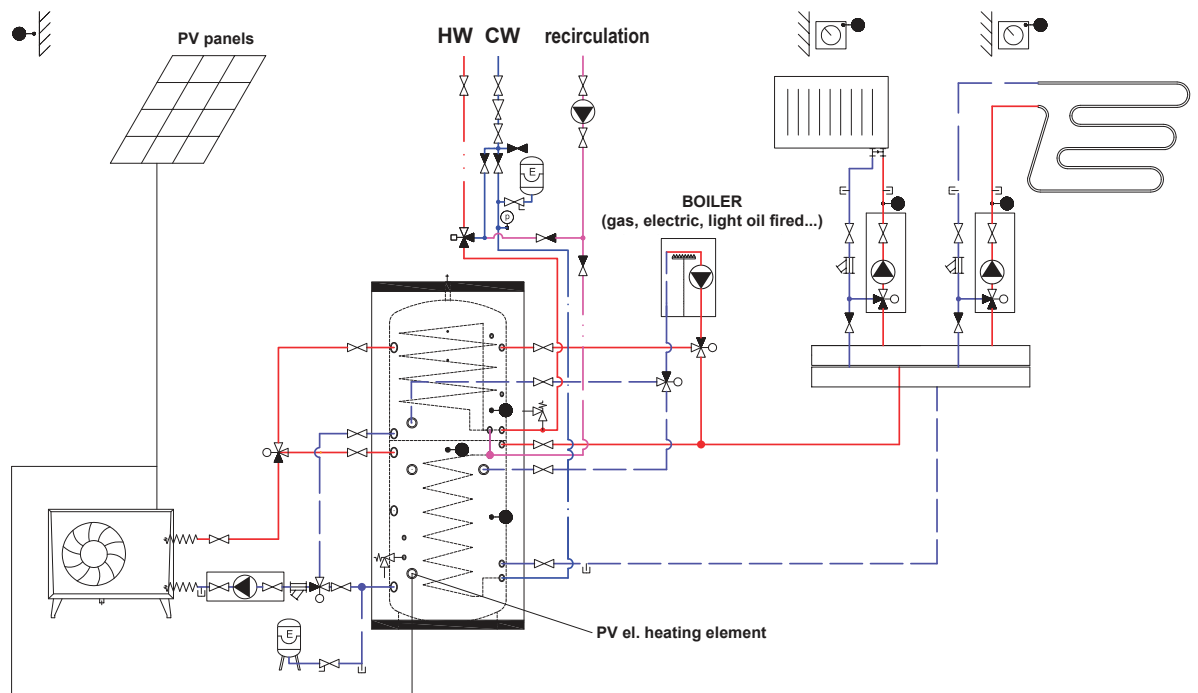 PV panels
HW CW recirculation
E
P
BOILER
(gas, electric, light oil fired...)
E
PV el. heating element